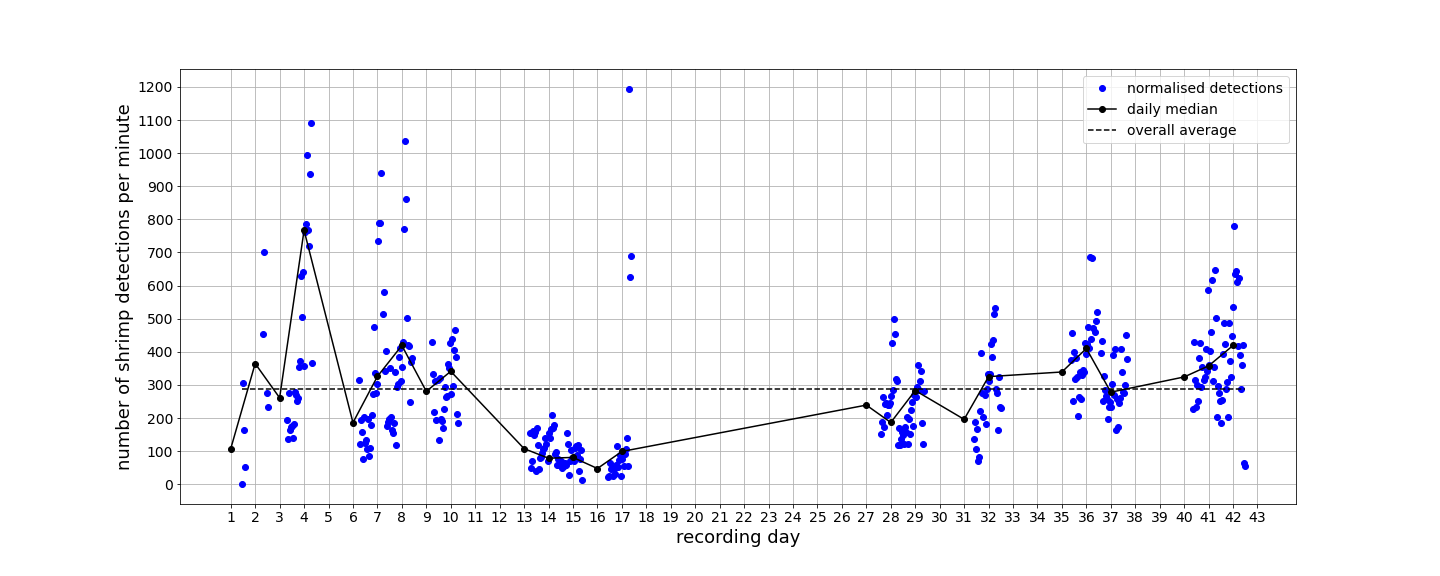 number of shrimp detections per minute
1200
1100
1000
900
800
700
600
500
400
300
200
100
0
normalised detections
daily median
overall average
1 2 3 4 5 6 7 8 9 10 11 12 13 14 15 16 17 18 19 20 21 22 23 24 25 26 27 28 29 30 31 32 33 34 35 36 37 38 39 40 41 42 43
recording day